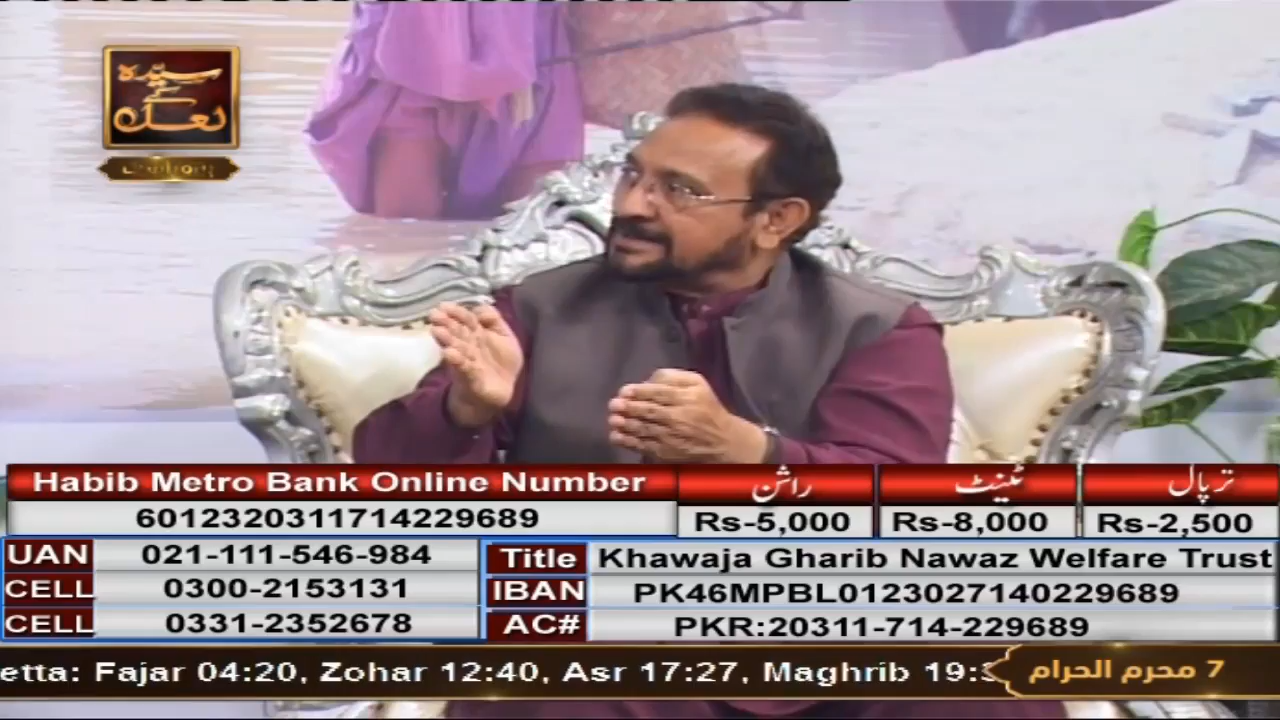 سیدہ
کے
لعل
Habib Metro Bank Online Number
6012320311714229689
راشن
Rs-5,000
ٹینٹ
Rs-8,000
ترپال
Rs-2,500
UAN 021-111-546-984
CELL 0300-2153131
CELL 0331-2352678
Title Khawaja Gharib Nawaz Welfare Trust
IBAN PK46MPBL0123027140229689
AC# PKR:20311-714-229689
etta: Fajar 04:20, Zohar 12:40, Asr 17:27, Maghrib 19:
7 محرم الحرام